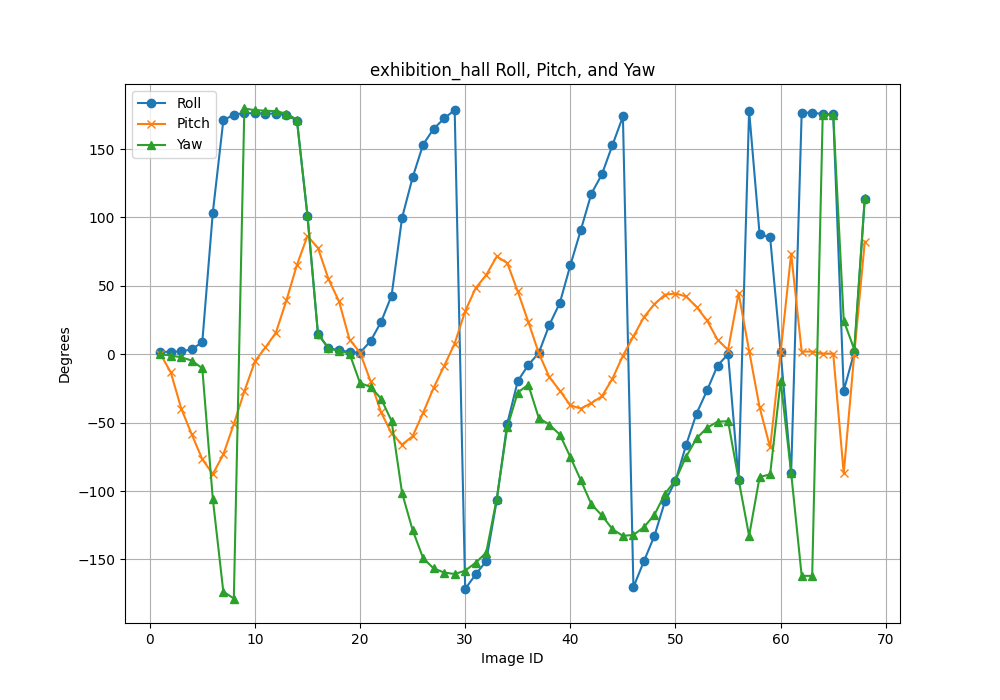 exhibition_hall Roll, Pitch, and Yaw
Roll
Pitch
Yaw
Degrees
150
100
50
0
−50
−100
−150
0 10 20 30 40 50 60 70
Image ID